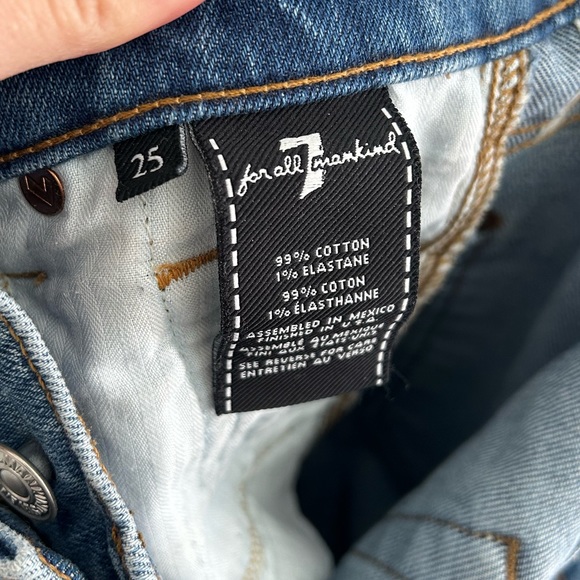 25
7
for all mankind
99% COTTON
1% ELASTANE
99% COTON
1% ÉLASTHANNE
ASSEMBLED IN MEXICO
FINISHED IN U.S.A.
ASSEMBLÉ AU MEXIQUE
FINI AUX ÉTATS-UNIS
SEE REVERSE FOR CARE
ENTRETIEN AU VERSO